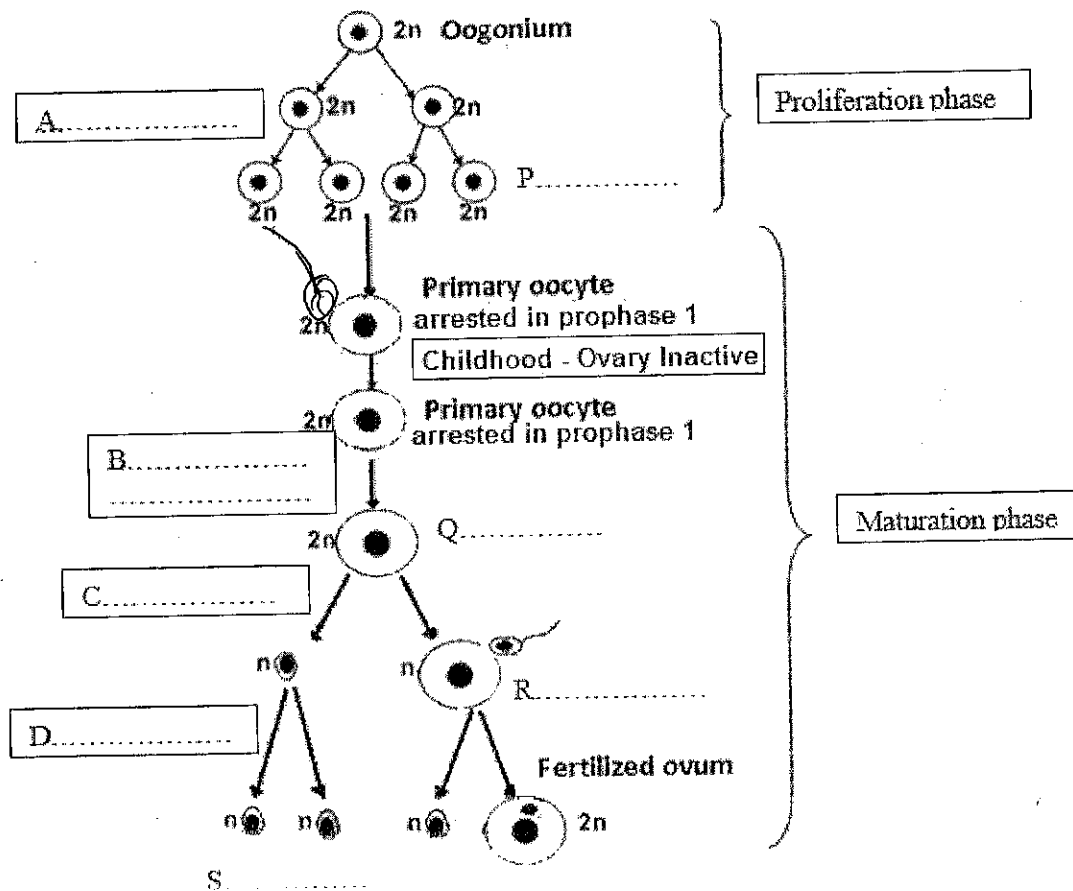 2n Oogonium
A....................
2n
2n
Proliferation phase
P...............
2n
2n
2n
2n
Primary oocyte
2n
arrested in prophase 1
Childhood - Ovary Inactive
Primary oocyte
2n
arrested in prophase 1
B....................
....................
2n
Q...............
Maturation phase
C..................
n
n
R..................
D....................
Fertilized ovum
n
n
n
2n
S................